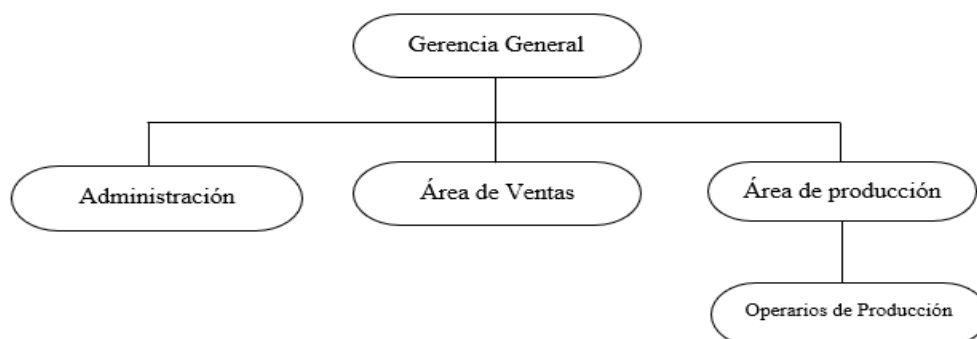 Gerencia General
Administración
Área de Ventas
Área de producción
Operarios de Producción